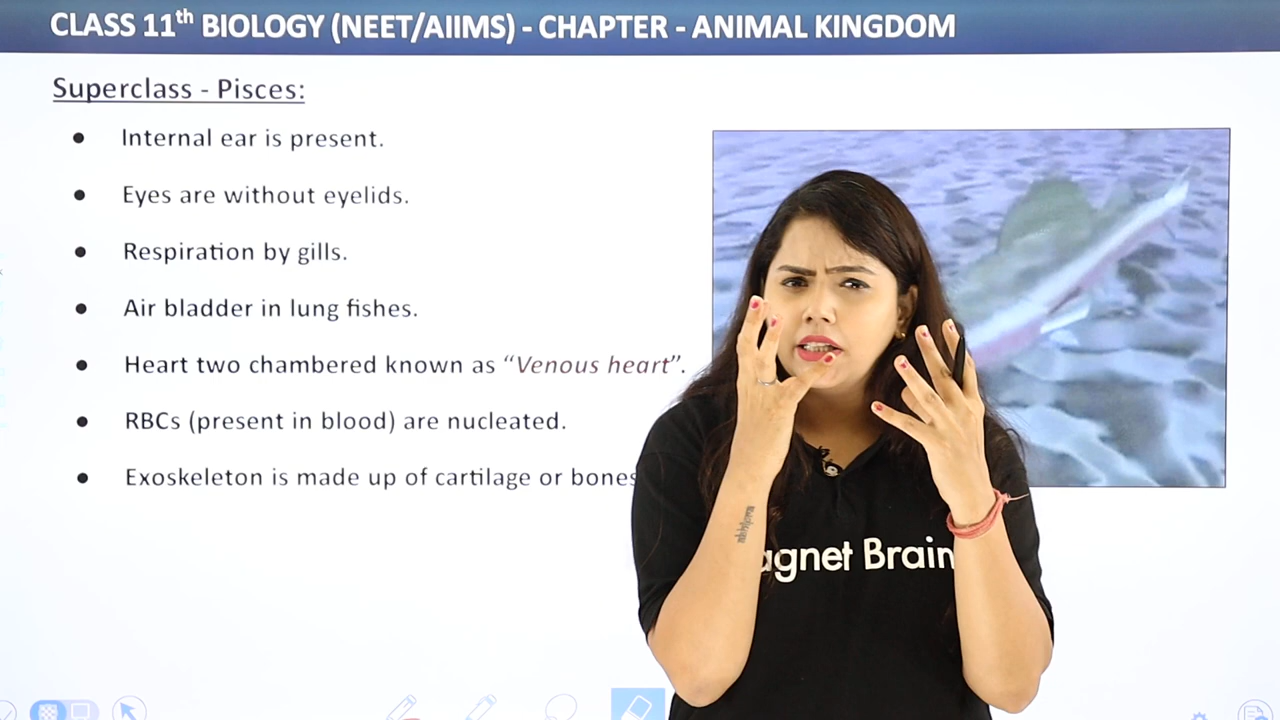 CLASS 11th BIOLOGY (NEET/AIIMS) - CHAPTER - ANIMAL KINGDOM
Superclass - Pisces:
● Internal ear is present.
● Eyes are without eyelids.
● Respiration by gills.
● Air bladder in lung fishes.
● Heart two chambered known as “Venous heart”.
● RBCs (present in blood) are nucleated.
● Exoskeleton is made up of cartilage or bones
agnet Brain